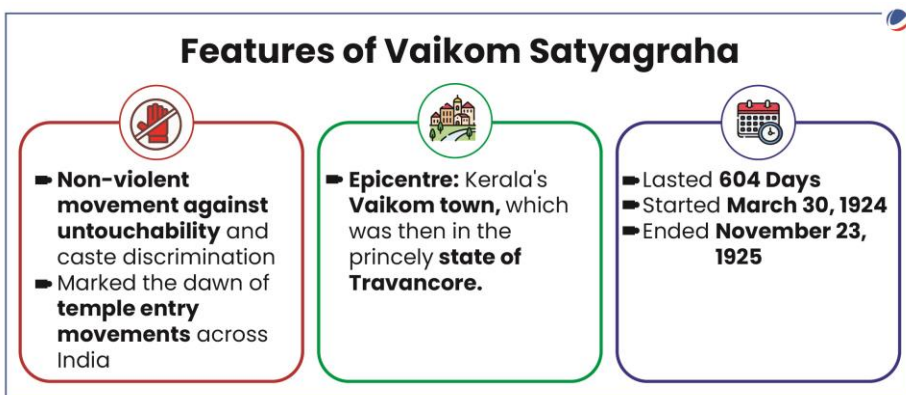 Features of Vaikom Satyagraha
Non-violent
movement against
untouchability and
caste discrimination
Marked the dawn of
temple entry
movements across
India
Epicentre: Kerala's
Vaikom town, which
was then in the
princely state of
Travancore.
Lasted 604 Days
Started March 30, 1924
Ended November 23,
1925